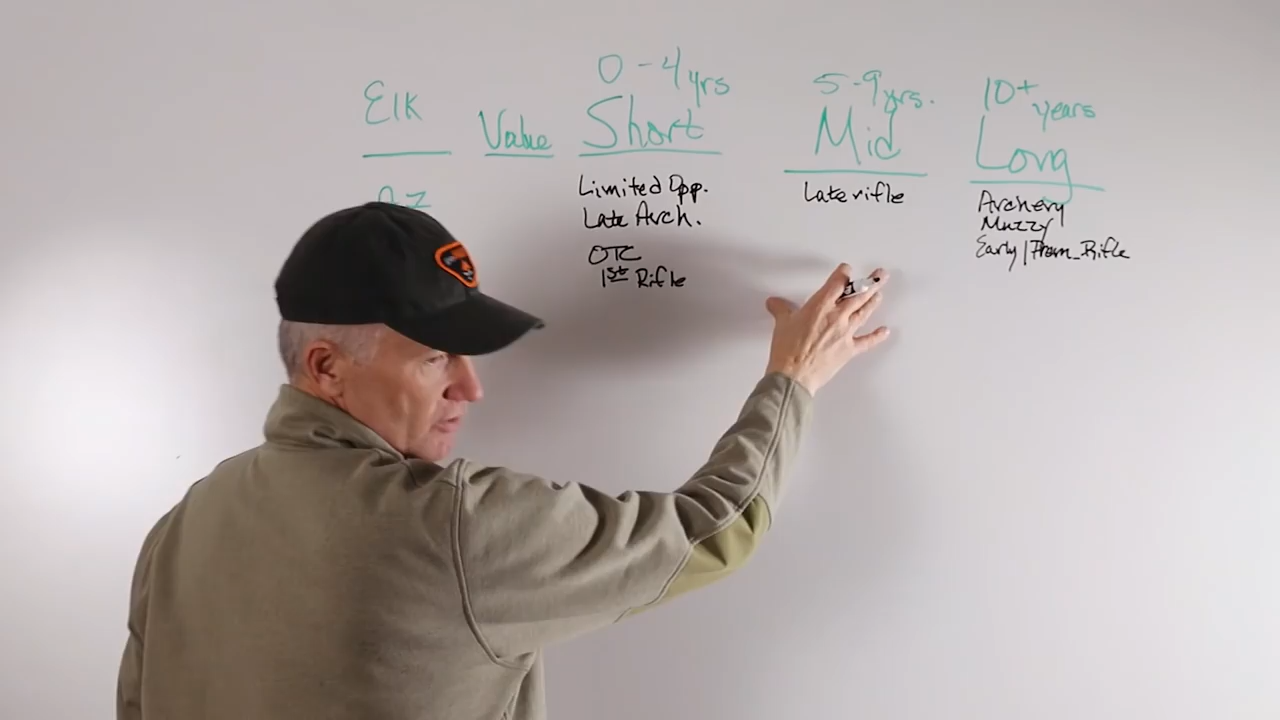 Elk
Value
0-4 yrs
Short
5-9 yrs.
Mid
10+ years
Long
AZ
Limited Opp.
Late Arch.
OTC
1st Rifle
Late rifle
Archery
Muzzy
Early/Prem. Rifle